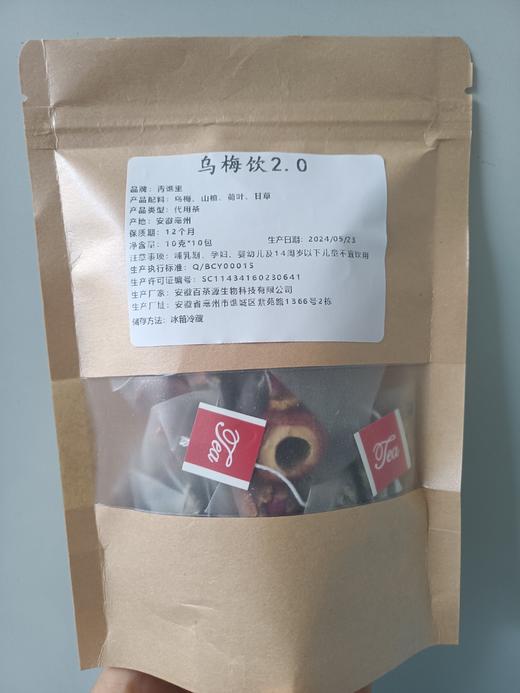 乌梅饮2.0
品牌：青谯里
产品配料：乌梅、山楂、荷叶、甘草
产品类型：代用茶
产地：安徽亳州
保质期：12个月
净含量：10克*10包 生产日期：2024/05/23
注意事项：哺乳期、孕妇、婴幼儿及14周岁以下儿童不宜饮用
生产执行标准：Q/BCY0001S
生产许可证编号：SC11434160230641
生产厂家：安徽百茶源生物科技有限公司
生产厂址：安徽省亳州市谯城区紫苑路1366号2栋
储存方法：冰箱冷藏
Tea
Tea